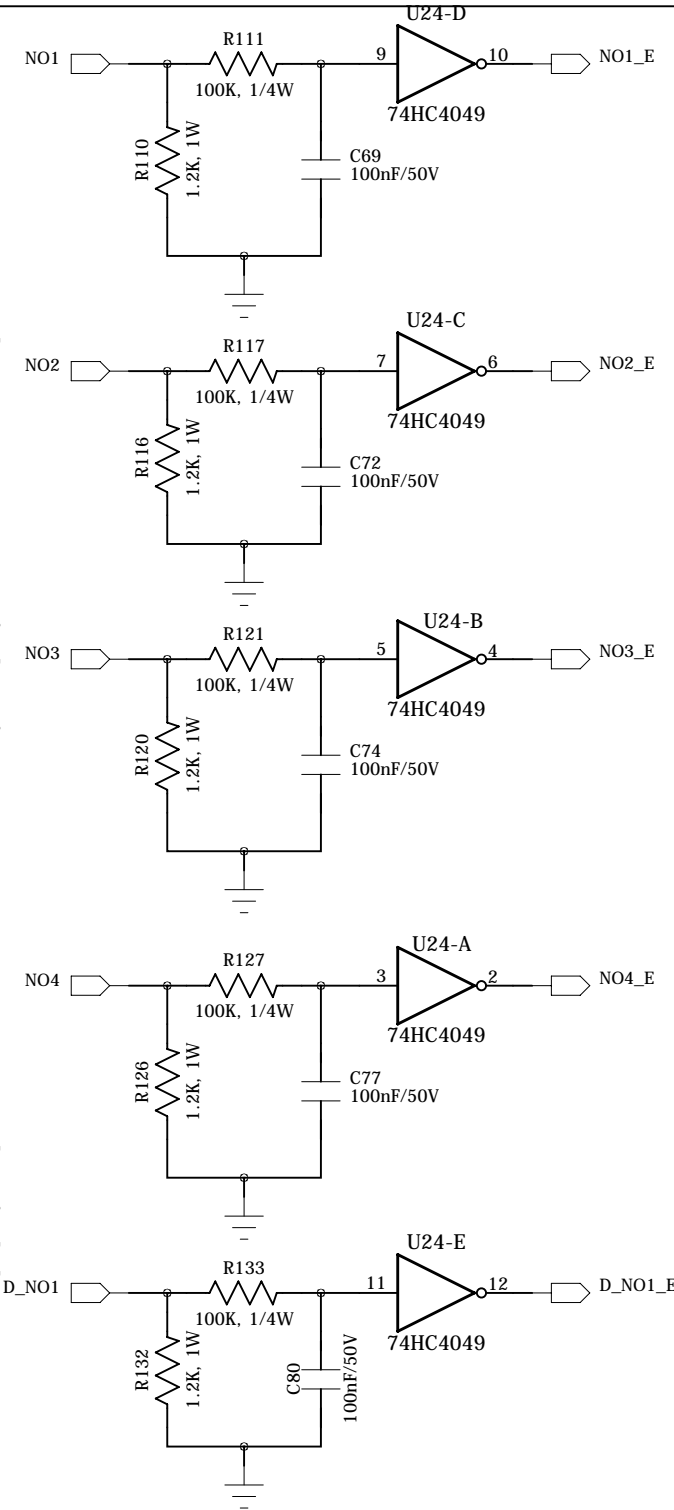 U24-D
NO1
R111
9
10
NO1_E
100K, 1/4W
74HC4049
R110
1.2K, 1W
C69
100nF/50V
U24-C
NO2
R117
7
6
NO2_E
100K, 1/4W
74HC4049
R116
1.2K, 1W
C72
100nF/50V
U24-B
NO3
R121
5
4
NO3_E
100K, 1/4W
74HC4049
R120
1.2K, 1W
C74
100nF/50V
U24-A
NO4
R127
3
2
NO4_E
100K, 1/4W
74HC4049
R126
1.2K, 1W
C77
100nF/50V
U24-E
D_NO1
R133
11
12
D_NO1_E
100K, 1/4W
74HC4049
R132
1.2K, 1W
C80
100nF/50V